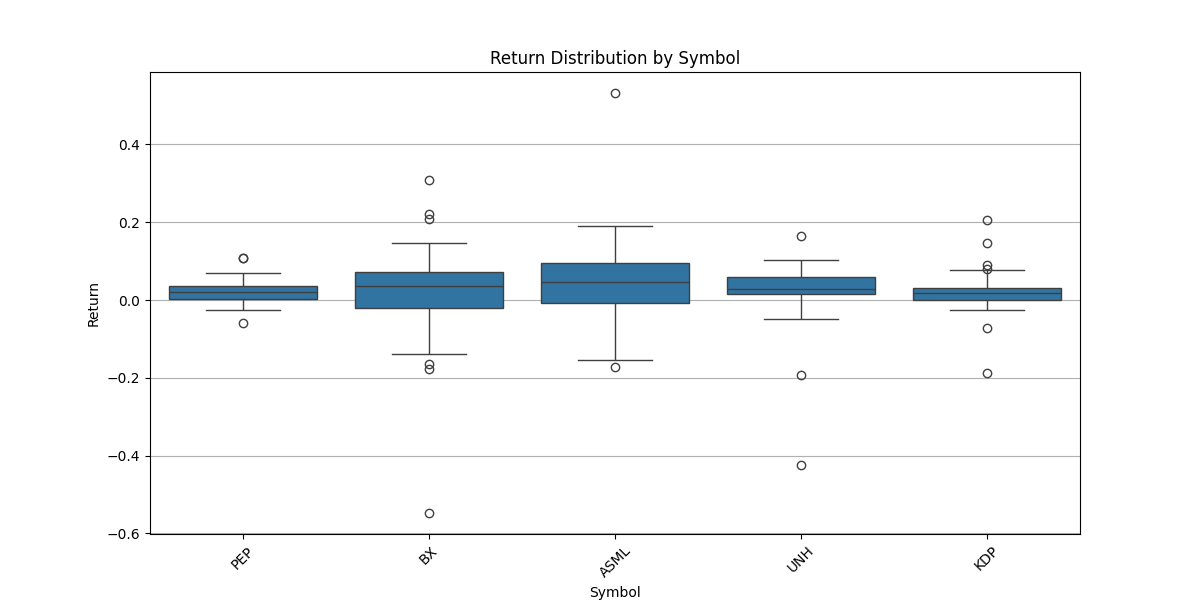 Return Distribution by Symbol
Return
0.4
0.2
0.0
−0.2
−0.4
−0.6
PEP
BX
ASML
UNH
KDP
Symbol